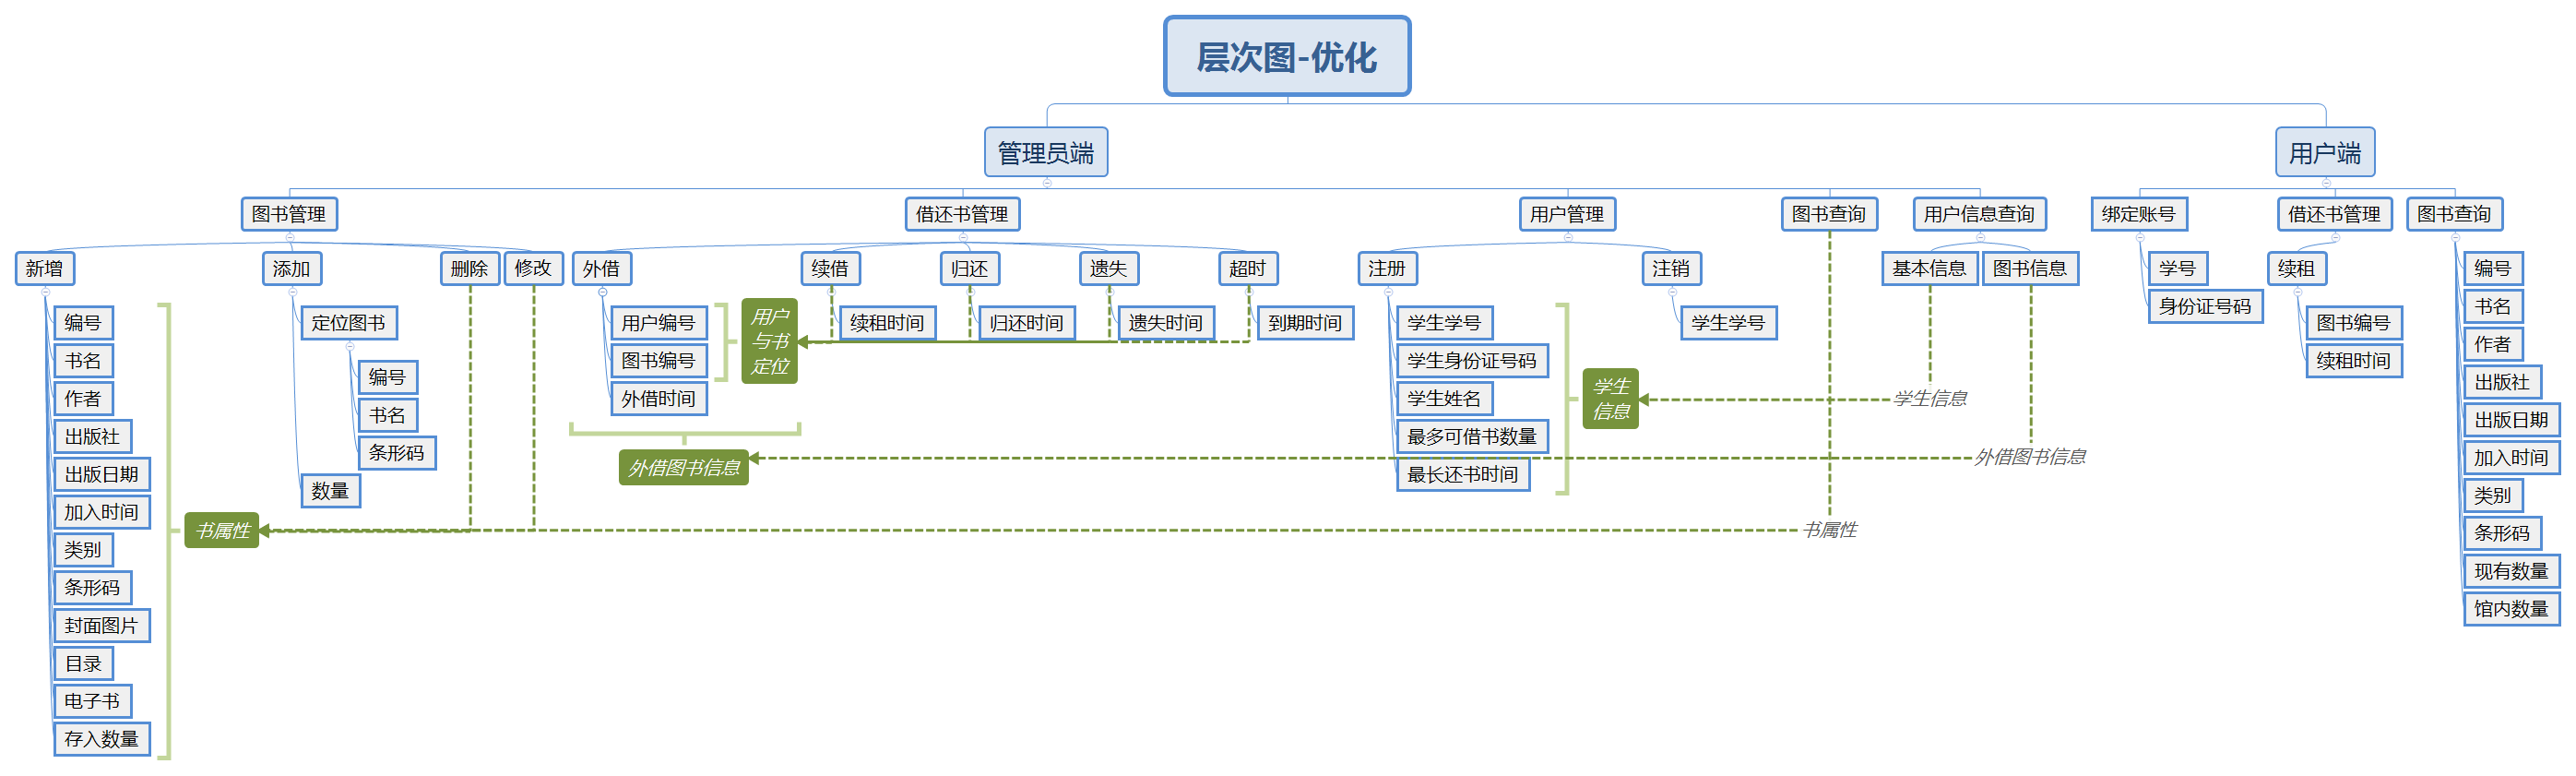 层次图-优化
管理员端
用户端
图书管理
借还书管理
用户管理
图书查询
用户信息查询
绑定账号
借还书管理
图书查询
新增
添加
删除
修改
外借
续借
归还
遗失
超时
注册
注销
基本信息
图书信息
学号
续租
编号
编号
书名
作者
出版社
出版日期
加入时间
类别
条形码
封面图片
目录
电子书
存入数量
书属性
定位图书
编号
书名
条形码
数量
用户编号
图书编号
外借时间
用户
与书
定位
外借图书信息
续租时间
归还时间
遗失时间
到期时间
学生学号
学生身份证号码
学生姓名
最多可借书数量
最长还书时间
学生
信息
学生学号
书属性
学生信息
外借图书信息
身份证号码
图书编号
续租时间
书名
作者
出版社
出版日期
加入时间
类别
条形码
现有数量
馆内数量